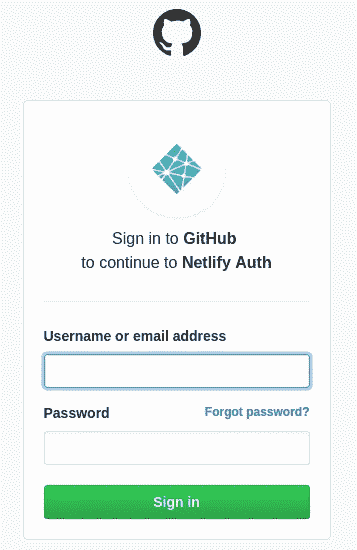 Sign in to GitHub
to continue to Netlify Auth
Username or email address
Password Forgot password?
Sign in